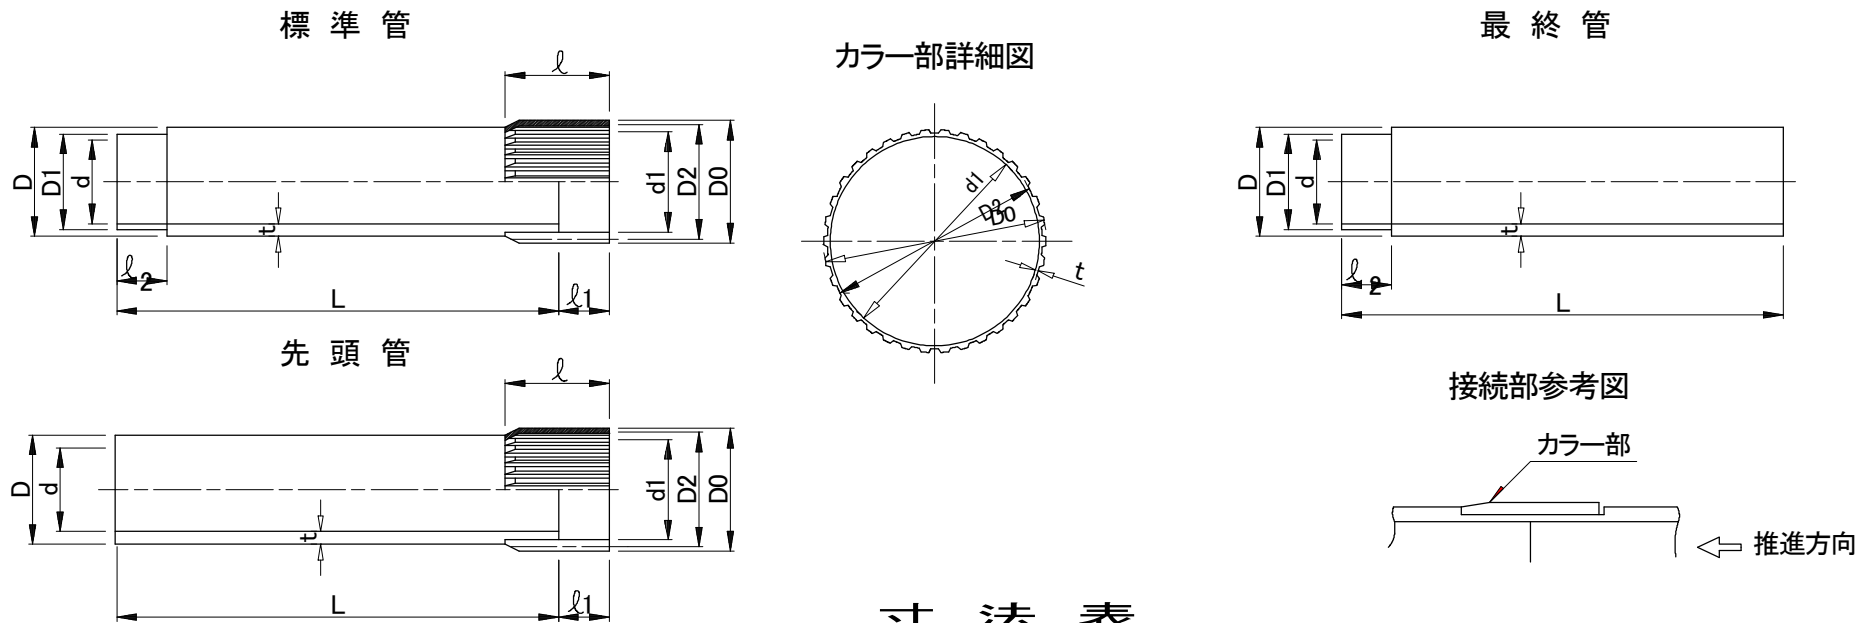 標 準 管
ℓ
D
D1
d
t
d1
D2
D0
ℓ2
L
ℓ1
カラー部詳細図
d1
D2
D0
t
最 終 管
D
D1
d
t
ℓ2
L
先 頭 管
ℓ
D
d
t
d1
D2
D0
L
ℓ1
接続部参考図
カラー部
推進方向
寸 法 表